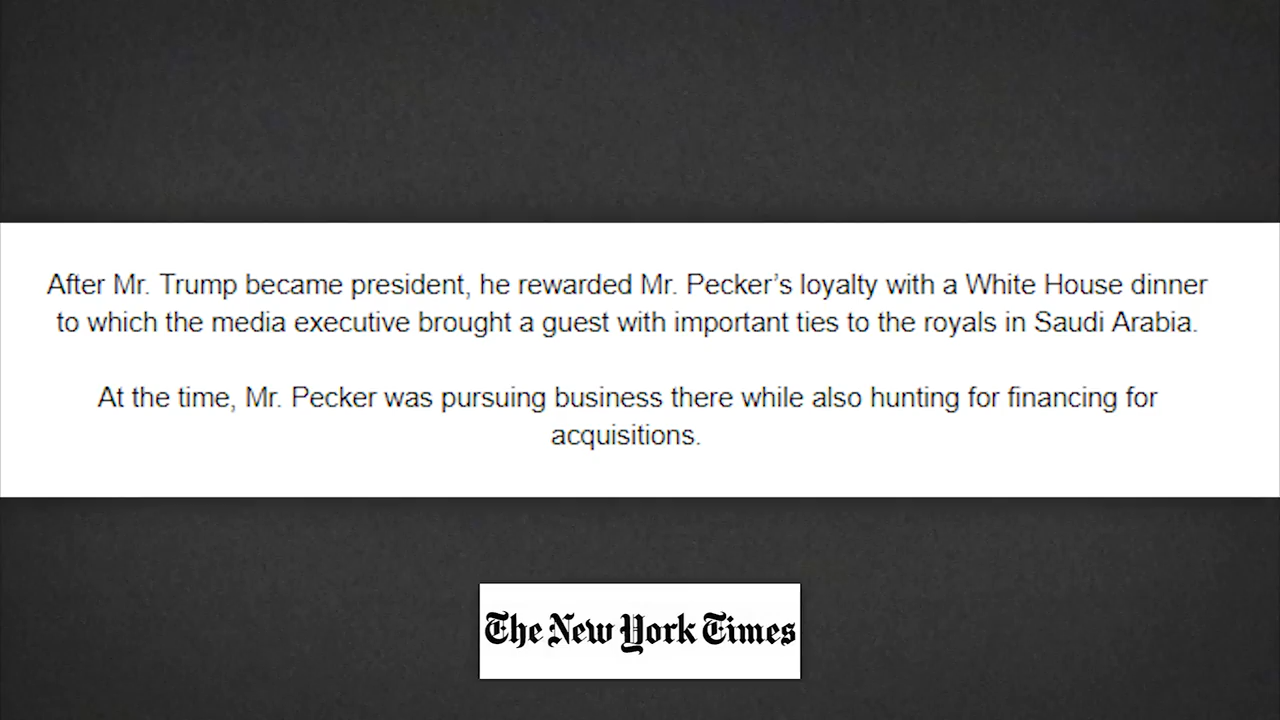 After Mr. Trump became president, he rewarded Mr. Pecker’s loyalty with a White House dinner
to which the media executive brought a guest with important ties to the royals in Saudi Arabia.
At the time, Mr. Pecker was pursuing business there while also hunting for financing for
acquisitions.
The New York Times